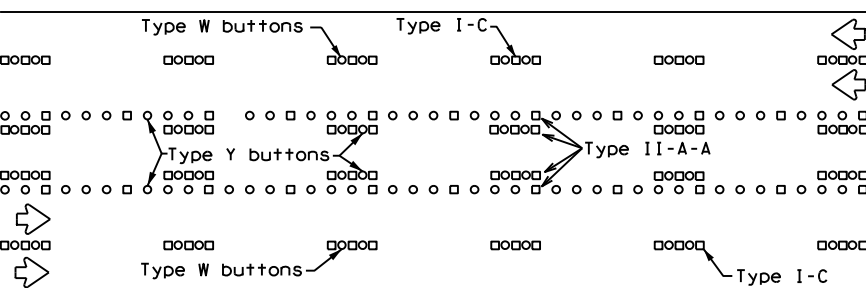 Type W buttons
Type I-C
Type Y buttons
Type II-A-A
Type W buttons
Type I-C